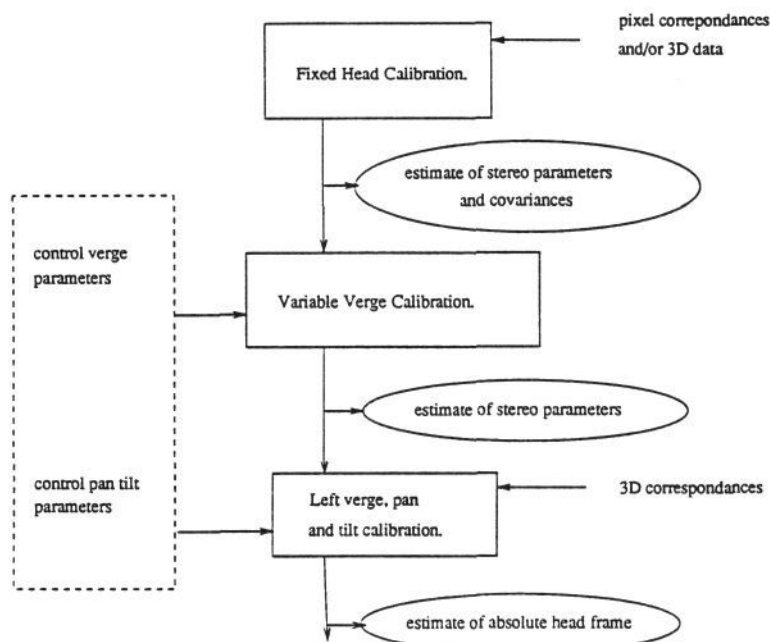 pixel correpondances
and/or 3D data
Fixed Head Calibration.
estimate of stereo parameters
and covariances
control verge
parameters
Variable Verge Calibration.
estimate of stereo parameters
control pan tilt
parameters
Left verge, pan
and tilt calibration.
3D correspondances
estimate of absolute head frame